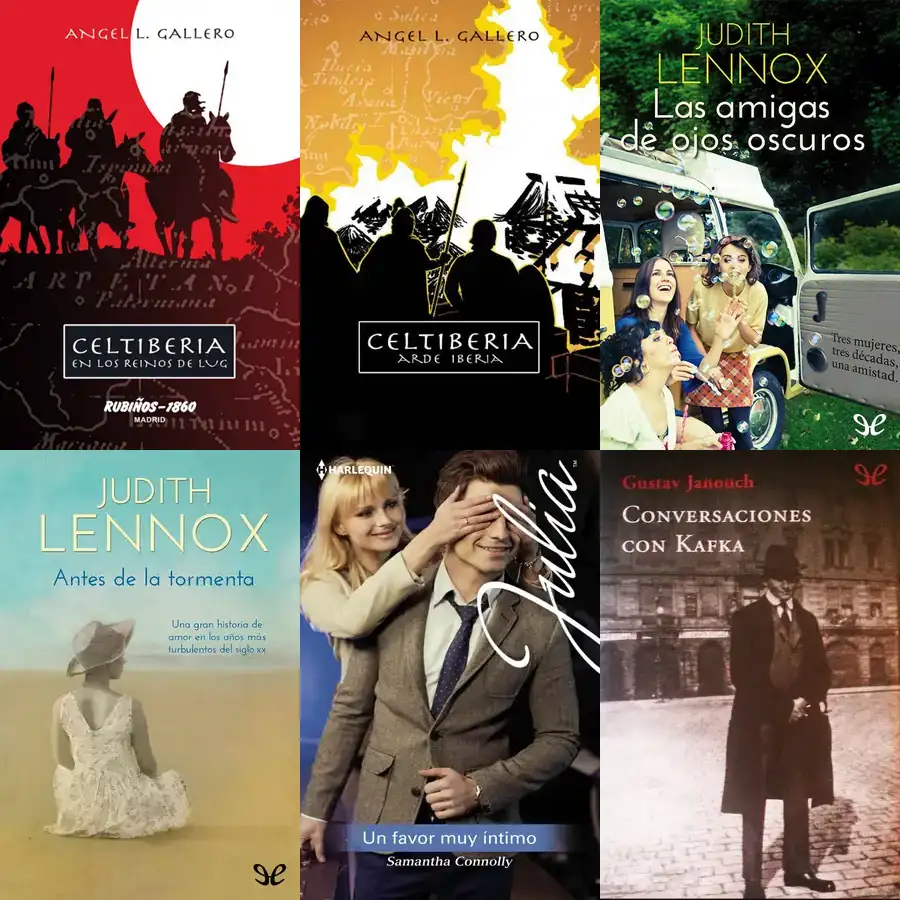 ANGEL L. GALLERO
ARTETANI
CELTIBERIA
EN LOS REINOS DE LUG
RUBIÑOS-1860
MADRID
ANGEL L. GALLERO
CELTIBERIA
ARDE IBERIA
JUDITH
LENNOX
Las amigas
de ojos oscuros
Tres mujeres,
tres décadas,
una amistad.
JUDITH
LENNOX
Antes de la tormenta
Una gran historia de
amor en los años más
turbulentos del siglo XX
HARLEQUIN
Julia
TM
Un favor muy íntimo
Samantha Connolly
Gustav Janouch
CONVERSACIONES
CON KAFKA